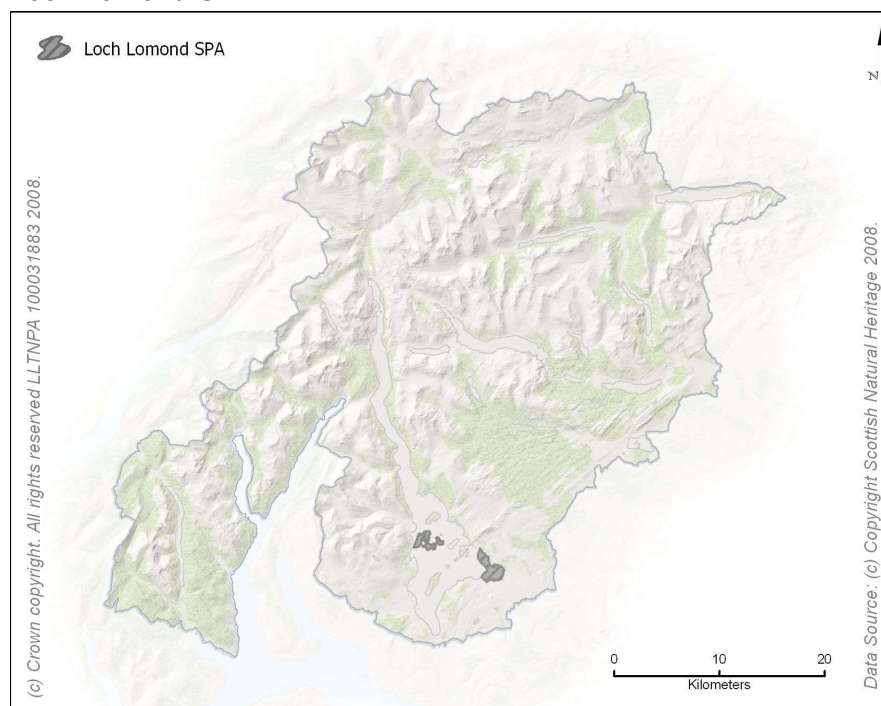 Loch Lomond SPA
N
(c) Crown copyright. All rights reserved LLTNPA 100031883 2008.
Data Source: (c) Copyright Scottish Natural Heritage 2008.
0 10 20
Kilometers